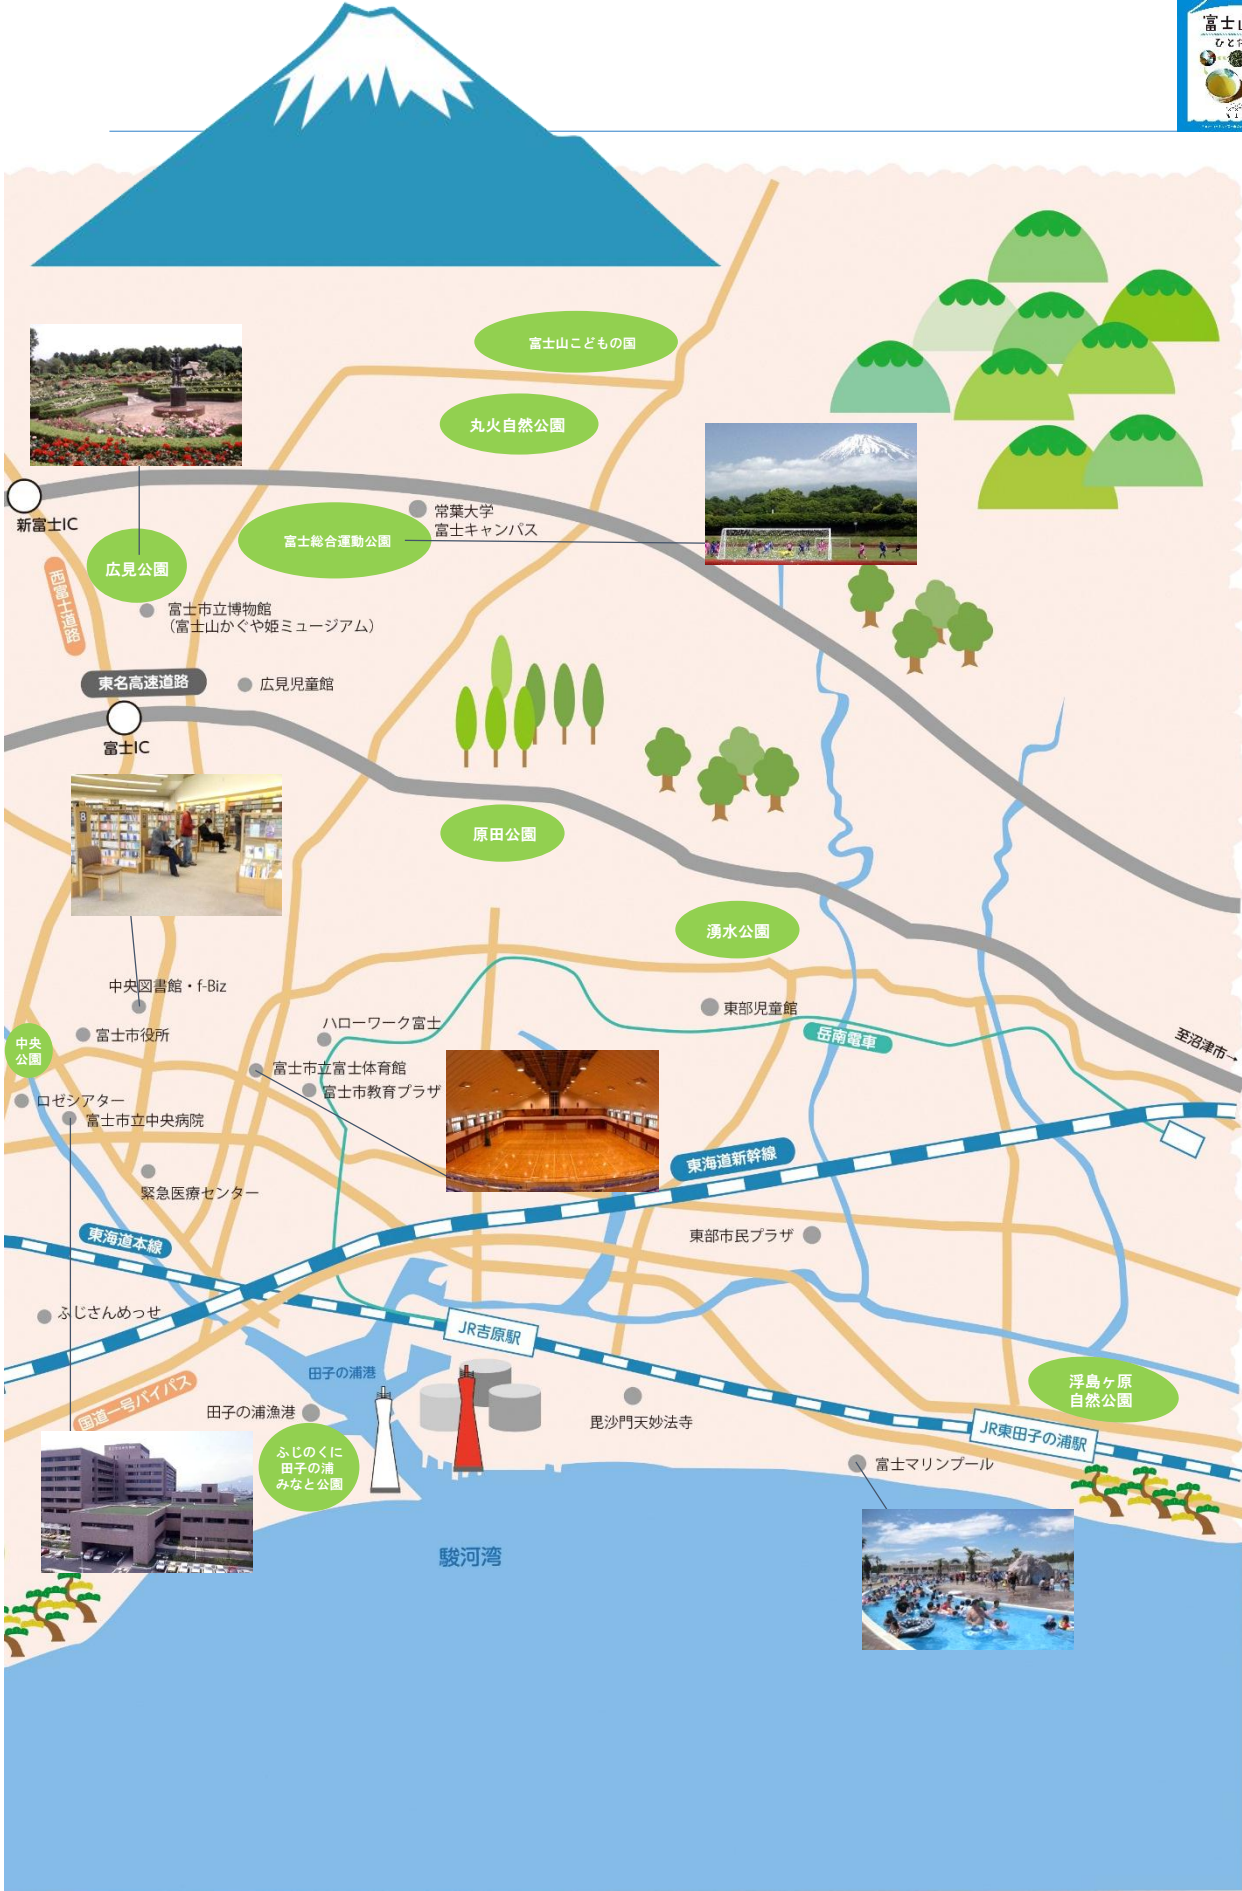 富士山こどもの国
丸火自然公園
常葉大学
富士キャンパス
新富士IC
富士総合運動公園
広見公園
西富士道路
富士市立博物館
（富士山かぐや姫ミュージアム）
東名高速道路
広見児童館
富士IC
原田公園
湧水公園
中央図書館・f-Biz
東部児童館
富士市役所
ハローワーク富士
岳南電車
至沼津市→
中央
公園
富士市立富士体育館
富士市教育プラザ
ロゼシアター
富士市立中央病院
東海道新幹線
緊急医療センター
東海道本線
東部市民プラザ
ふじさんめっせ
JR吉原駅
田子の浦港
国道一号バイパス
田子の浦漁港
毘沙門天妙法寺
浮島ヶ原
自然公園
JR東田子の浦駅
ふじのくに
田子の浦
みなと公園
富士マリンプール
駿河湾